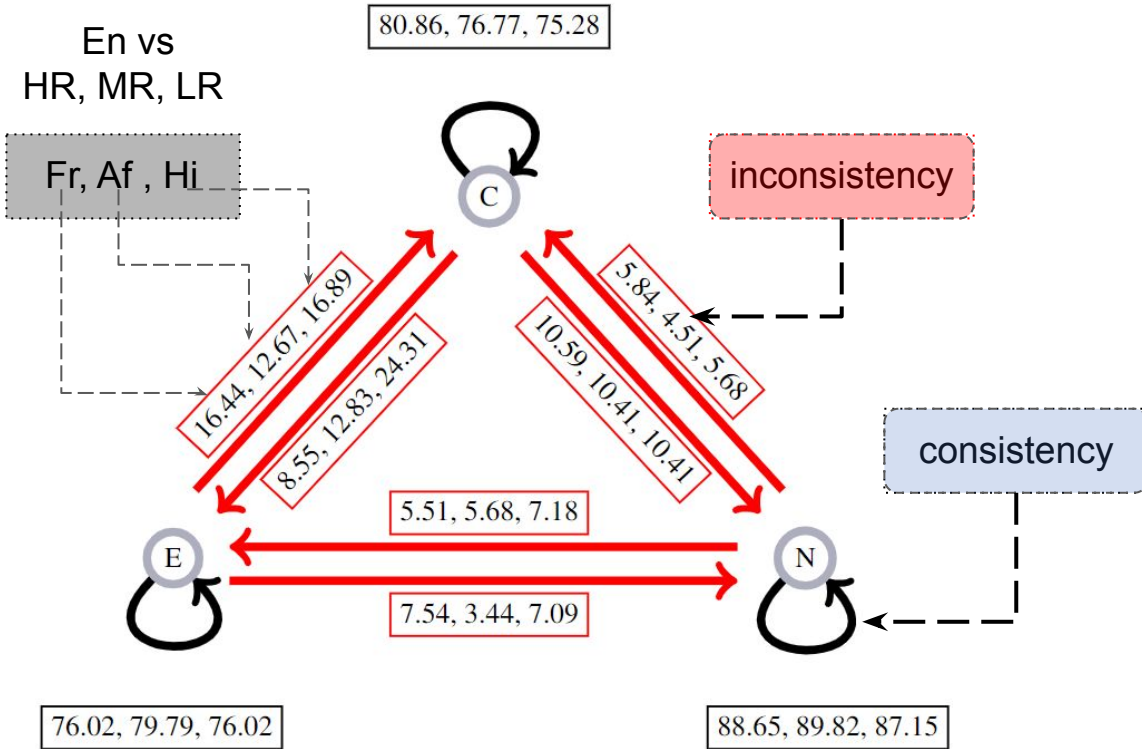 80.86, 76.77, 75.28
En vs
HR, MR, LR
Fr, Af , Hi
inconsistency
C
16.44, 12.67, 16.89
8.55, 12.83, 24.31
5.84, 4.51, 5.68
10.59, 10.41, 10.41
consistency
5.51, 5.68, 7.18
E
N
7.54, 3.44, 7.09
76.02, 79.79, 76.02
88.65, 89.82, 87.15